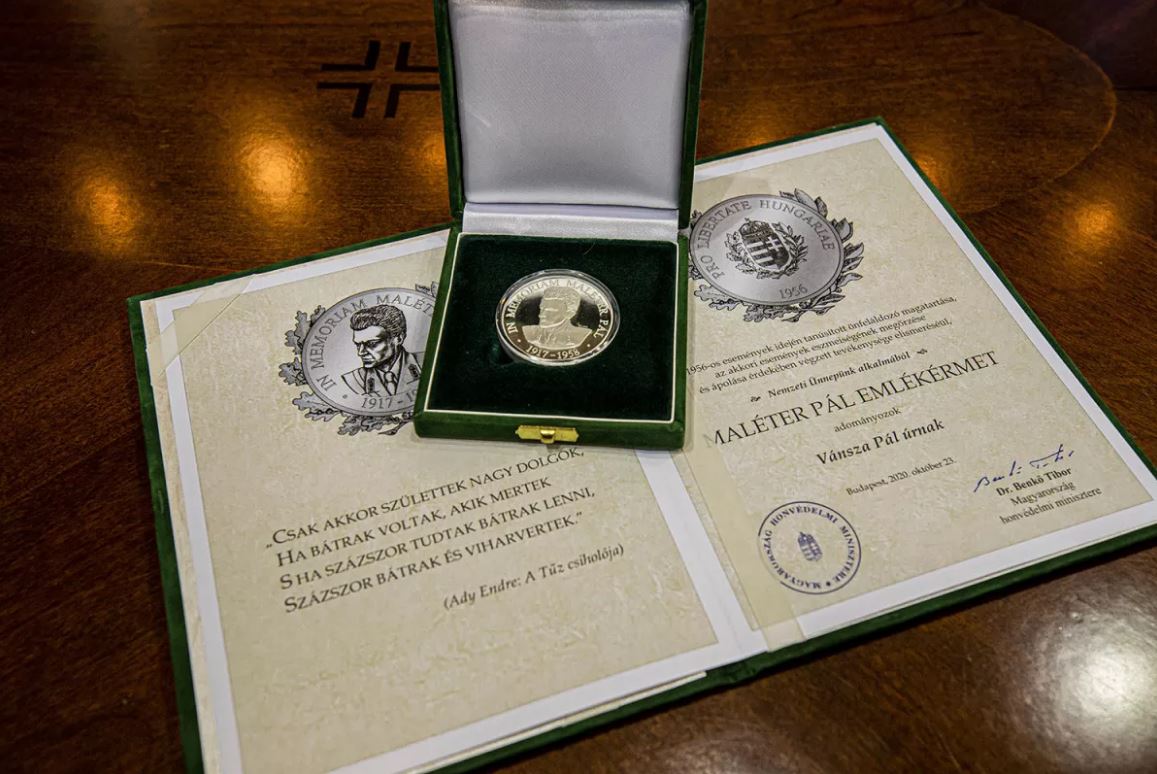 IN MEMORIAM MALÉT
1917-19
„CSAK AKKOR SZÜLETTEK NAGY DOLGOK,
HA BÁTRAK VOLTAK, AKIK MERTEK
S HA SZÁZSZOR TUDTAK BÁTRAK LENNI,
SZÁZSZOR BÁTRAK ÉS VIHARVERTEK.”
(Ady Endre: A Tűz csiholója)
IN MEMORIAM MALÉTER PÁL
• 1917-1958 •
PRO LIBERTATE HUNGARIAE
1956
1956-os események idején tanúsított önfeláldozó magatartása,
az akkori események eszmeiségének megőrzése
és ápolása érdekében végzett tevékenysége elismeréséül,
Nemzeti Ünnepünk alkalmából
MALÉTER PÁL EMLÉKÉRMET
adományozok
Vánsza Pál úrnak
Budapest, 2020. október 23.
Dr. Benkő Tibor
Magyarország
honvédelmi minisztere
MAGYARORSZÁG HONVÉDELMI MINISZTERE